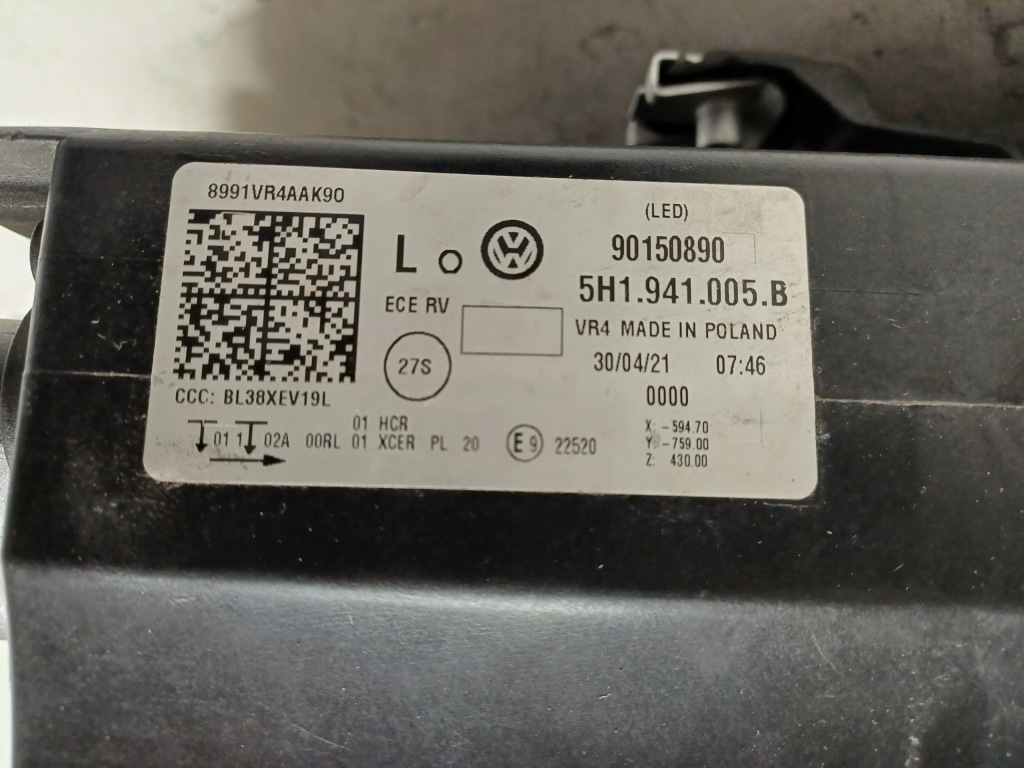 8991VR4AAK90
L O
ECE RV
27S
CCC: BL38XEV19L
01 HCR
01 1 02A 00RL 01 XCER PL 20 E9 22520
(LED)
90150890
5H1.941.005.B
VR4 MADE IN POLAND
30/04/21 07:46
0000
X: -594.70
Y: -759.00
Z: 430.00